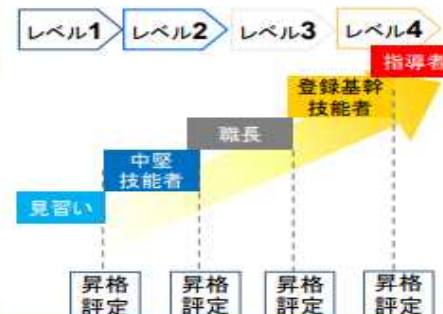 レベル1 レベル2 レベル3 レベル4
指導者
登録基幹
技能者
職長
中堅
技能者
見習い
昇格 昇格 昇格 昇格
評定 評定 評定 評定